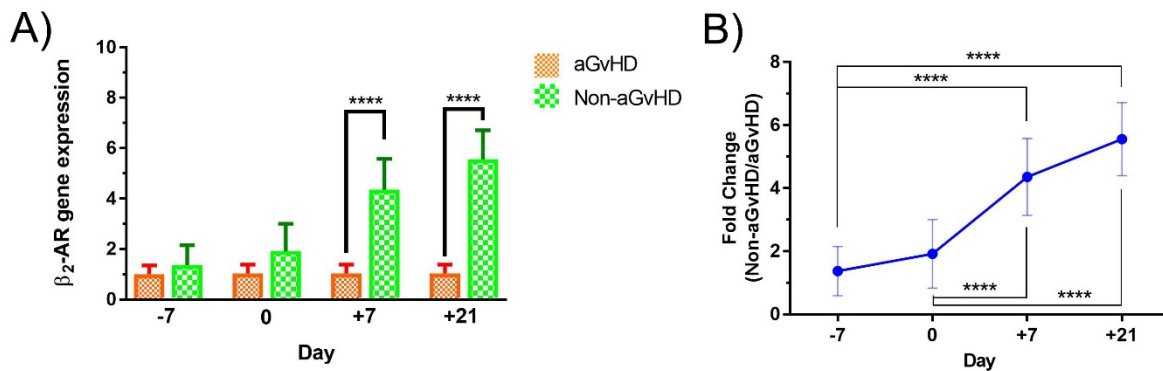 A)
β₂-AR gene expression
10
8
6
4
2
0
****
****
-7
0
+7
+21
Day
aGvHD
Non-aGvHD
B)
Fold Change
(Non-aGvHD/aGvHD)
8
6
4
2
0
****
****
****
****
-7
0
+7
+21
Day